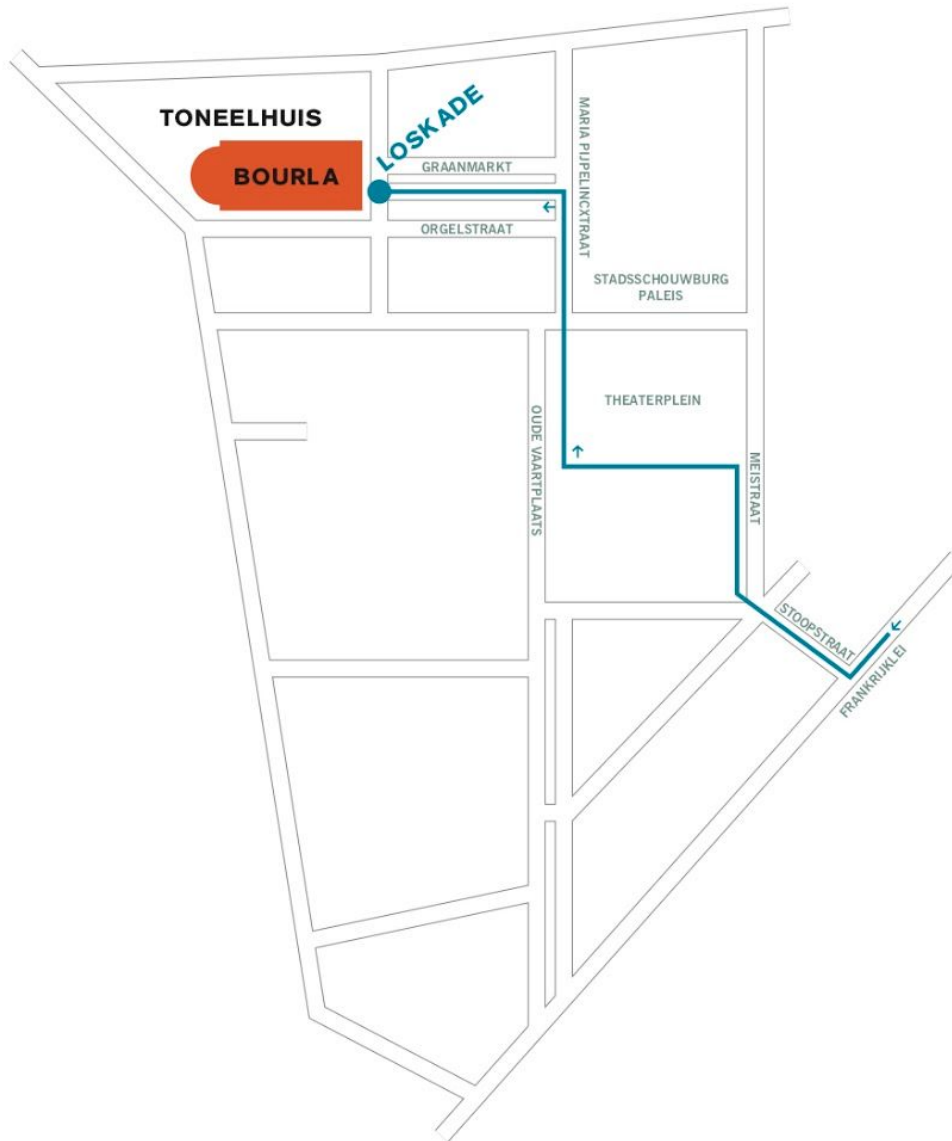 TONEELHUIS
BOURLA
LOSKADE
GRAANMARKT
ORGELSTRAAT
MARIA PIJPELINCXTRAAT
STADSSCHOUWBURG
PALEIS
THEATERPLEIN
OUDE VAARTPLAATS
MEISTRAAT
STOOPSTRAAT
FRANKRIJKLEI